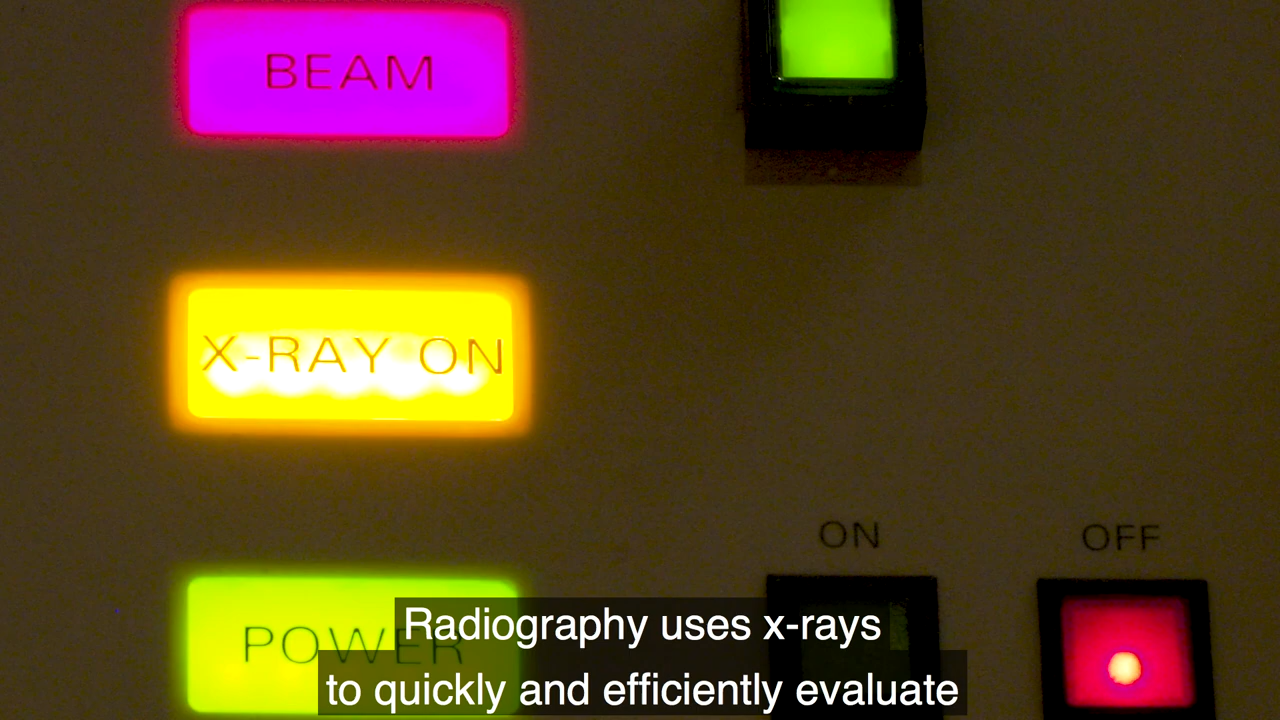 BEAM
X-RAY ON
ON
OFF
POWER
Radiography uses x-rays
to quickly and efficiently evaluate